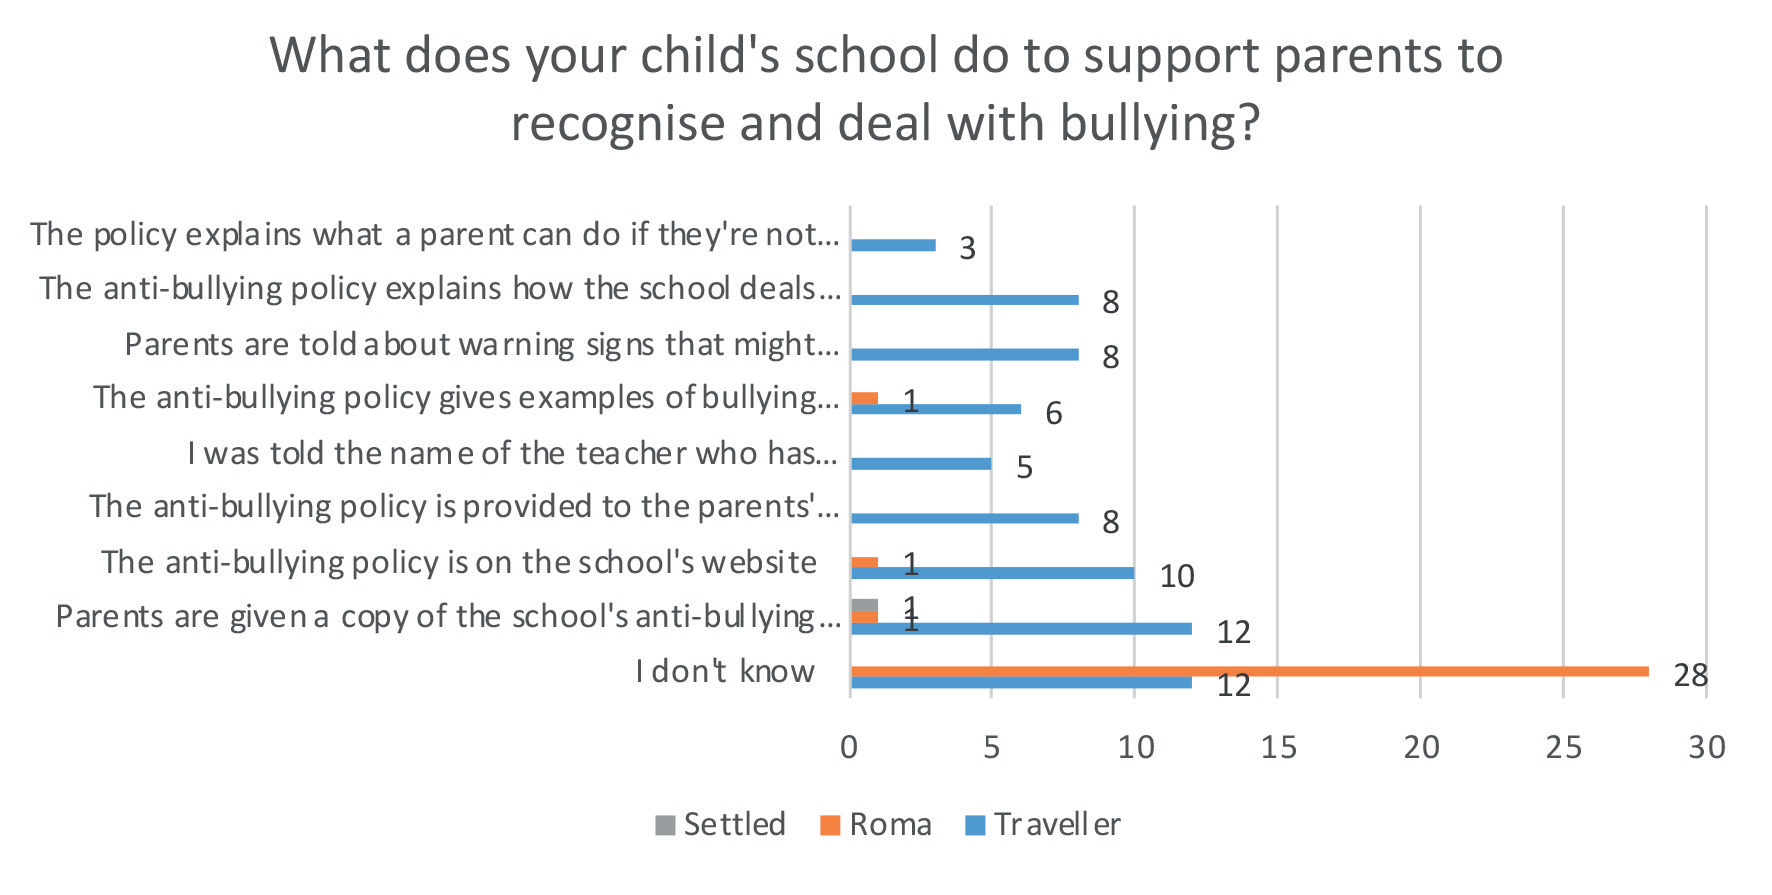 What does your child's school do to support parents to
recognise and deal with bullying?
The policy explains what a parent can do if they're not...
3
The anti-bullying policy explains how the school deals...
8
Parents are told about warning signs that might...
8
The anti-bullying policy gives examples of bullying...
1
6
I was told the name of the teacher who has...
5
The anti-bullying policy is provided to the parents'...
8
The anti-bullying policy is on the school's website
1
10
Parents are given a copy of the school's anti-bullying...
1
1
12
I don't know
28
12
0 5 10 15 20 25 30
Settled Roma Traveller